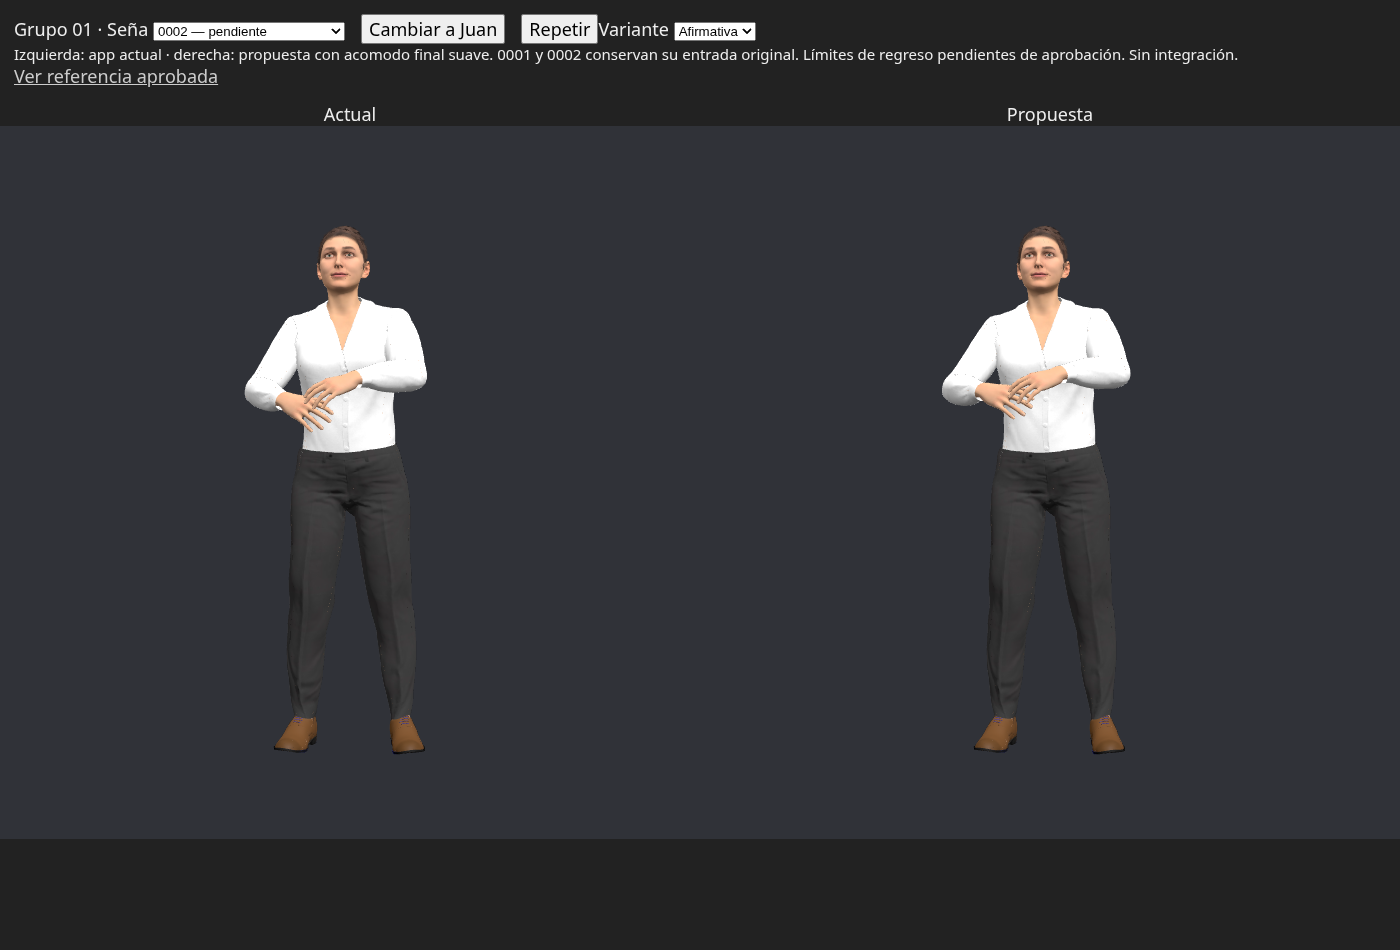 Grupo 01 · Seña 0002 — pendiente Cambiar a Juan Repetir Variante Afirmativa
Izquierda: app actual · derecha: propuesta con acomodo final suave. 0001 y 0002 conservan su entrada original. Límites de regreso pendientes de aprobación. Sin integración.
Ver referencia aprobada
Actual Propuesta